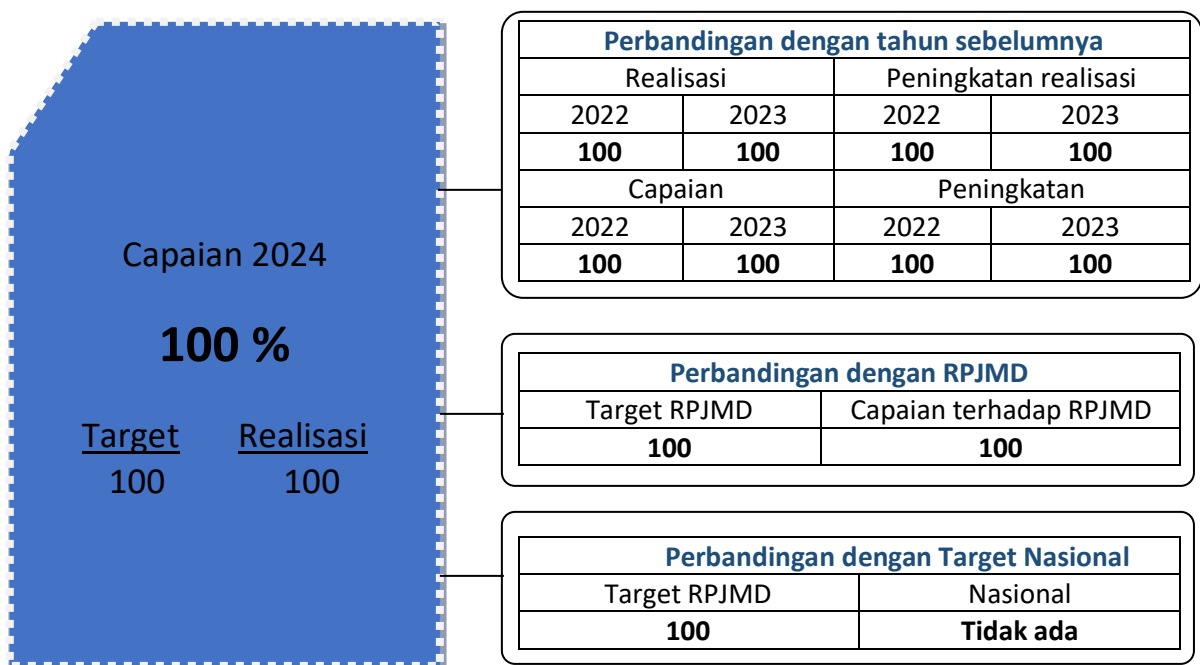 Capaian 2024
100 %
Target Realisasi
100 100
Perbandingan dengan tahun sebelumnya
Realisasi Peningkatan realisasi
2022 2023 2022 2023
100 100 100 100
Capaian Peningkatan
2022 2023 2022 2023
100 100 100 100
Perbandingan dengan RPJMD
Target RPJMD Capaian terhadap RPJMD
100 100
Perbandingan dengan Target Nasional
Target RPJMD Nasional
100 Tidak ada